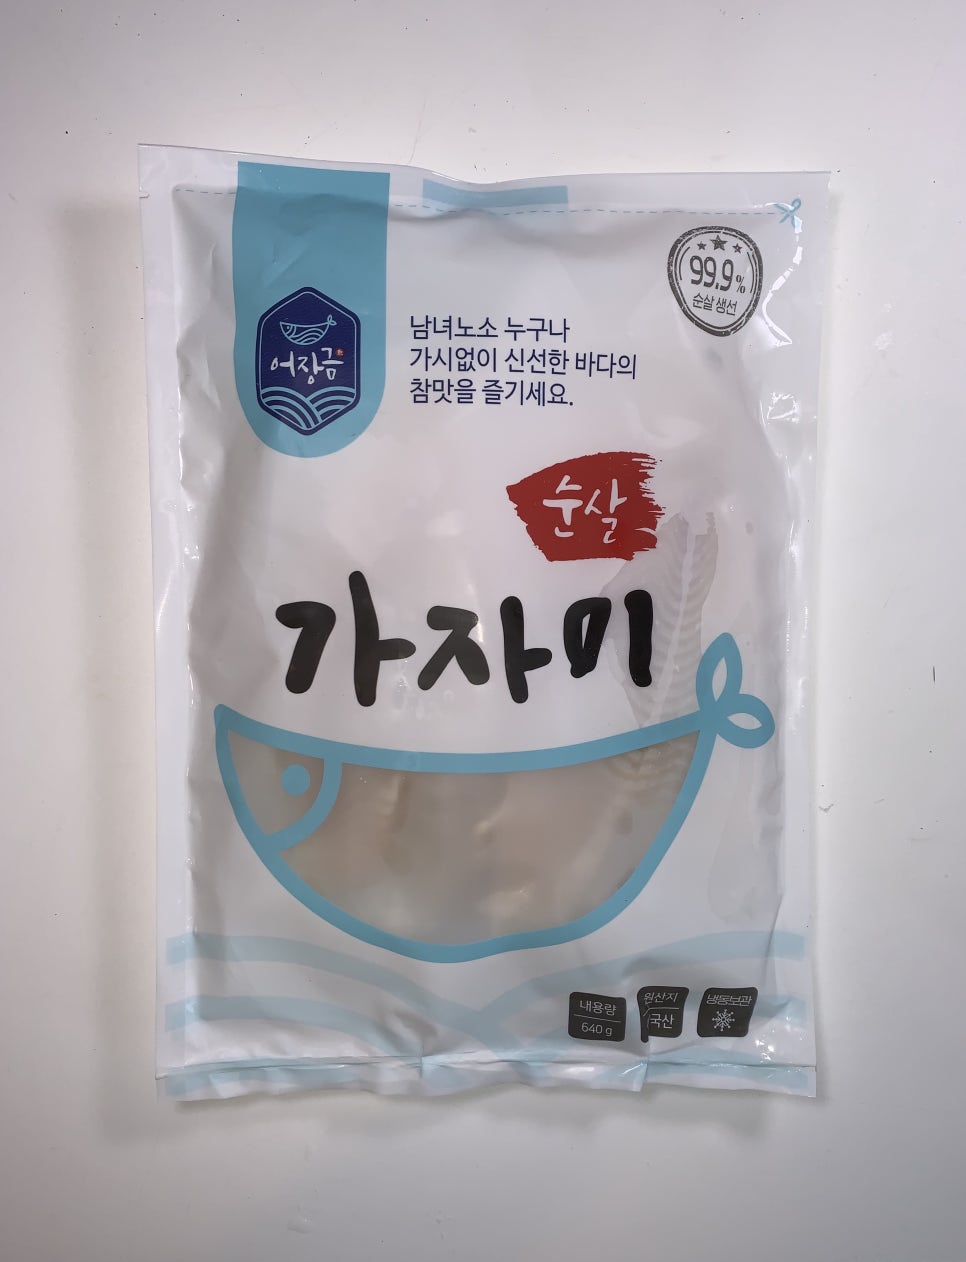 어장금
99.9%
순살 생선
남녀노소 누구나
가시없이 신선한 바다의
참맛을 즐기세요.
순살
가자미
내용량
640 g
원산지
국산
냉동보관